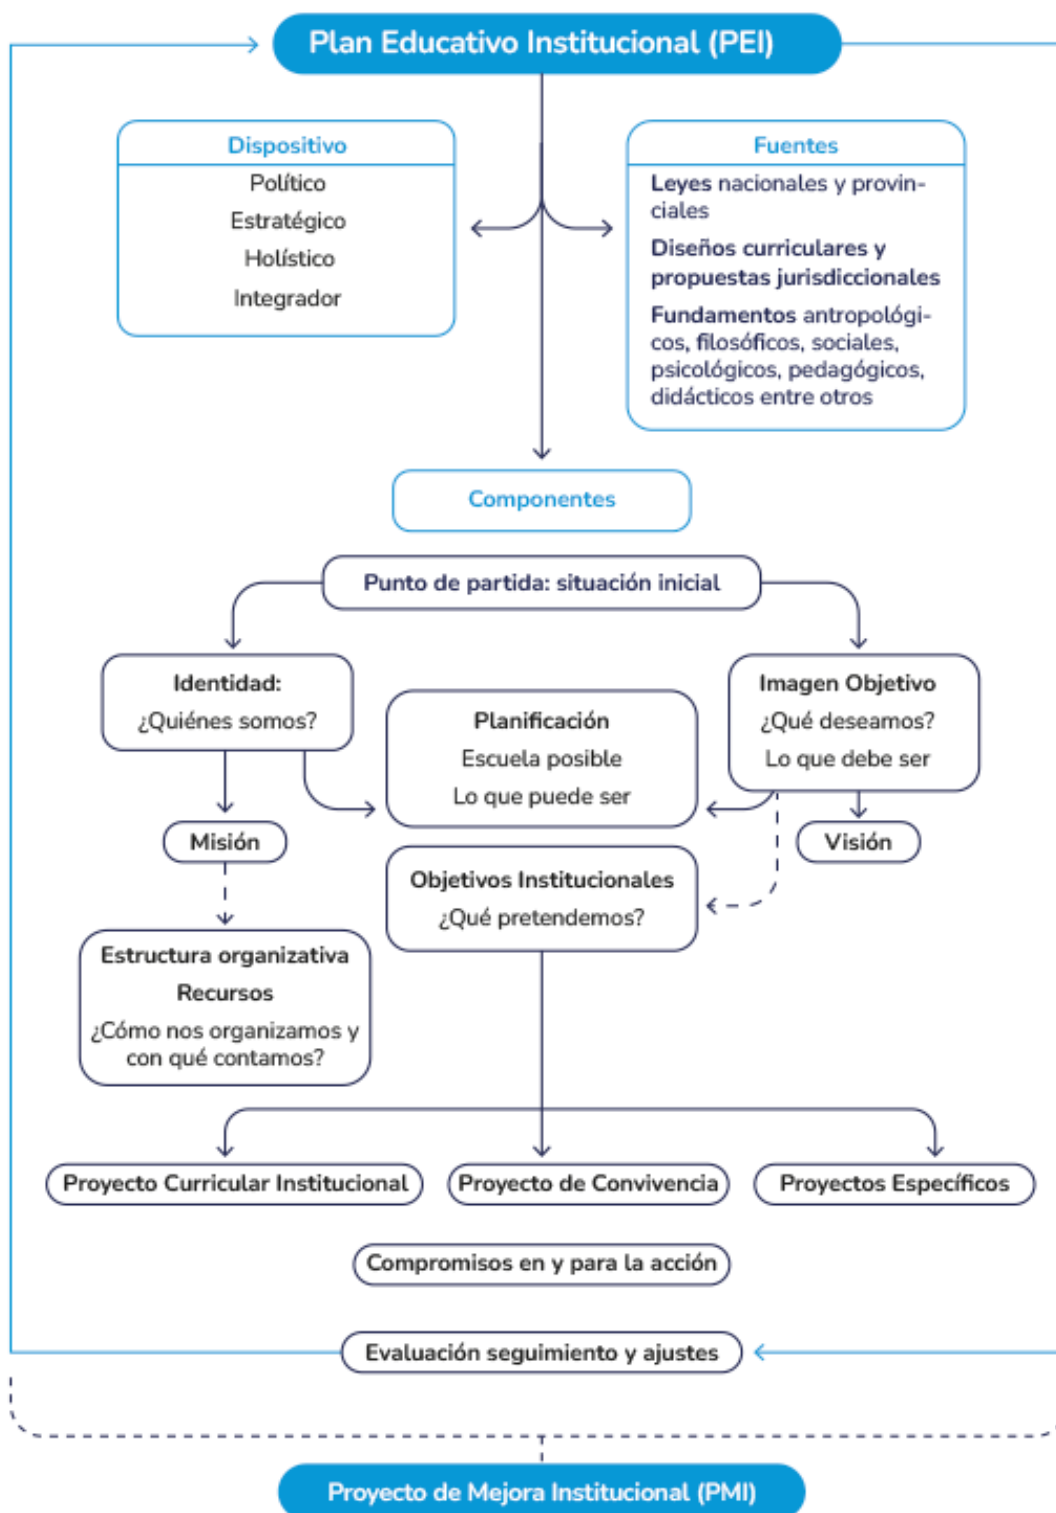 Plan Educativo Institucional (PEI)
Dispositivo
Político
Estratégico
Holístico
Integrador
Fuentes
Leyes nacionales y provin-
ciales
Diseños curriculares y
propuestas jurisdiccionales
Fundamentos antropológi-
cos, filosóficos, sociales,
psicológicos, pedagógicos,
didácticos entre otros
Componentes
Punto de partida: situación inicial
Identidad:
¿Quiénes somos?
Planificación
Escuela posible
Lo que puede ser
Imagen Objetivo
¿Qué deseamos?
Lo que debe ser
Misión
Visión
Objetivos Institucionales
¿Qué pretendemos?
Estructura organizativa
Recursos
¿Cómo nos organizamos y
con qué contamos?
Proyecto Curricular Institucional
Proyecto de Convivencia
Proyectos Específicos
Compromisos en y para la acción
Evaluación seguimiento y ajustes
Proyecto de Mejora Institucional (PMI)